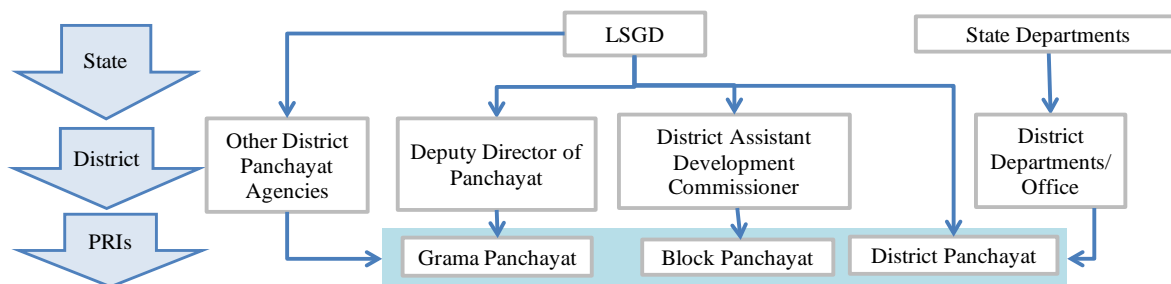 State
LSGD
State Departments
District
Other District
Panchayat
Agencies
Deputy Director of
Panchayat
District Assistant
Development
Commissioner
District
Departments/
Office
PRIs
Grama Panchayat
Block Panchayat
District Panchayat